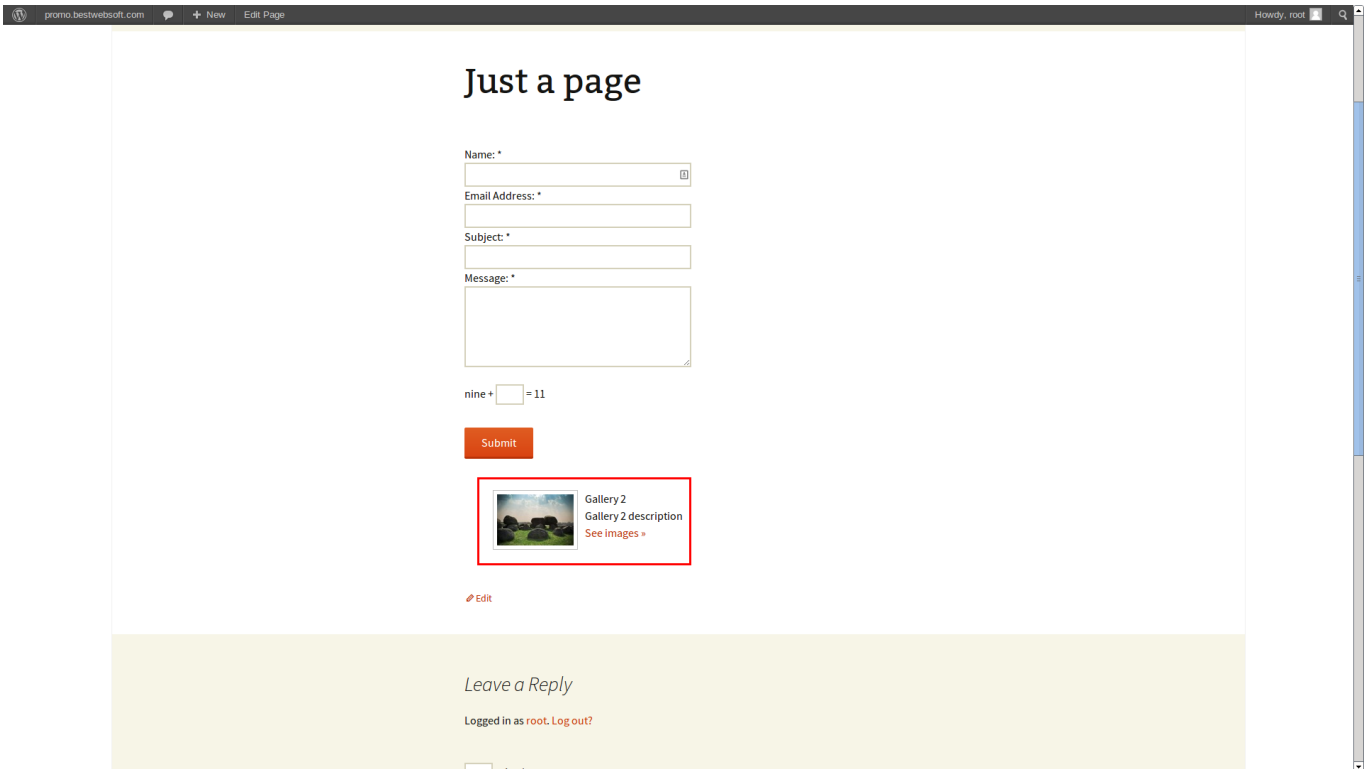 promo.bestwebsoft.com + New Edit Page Howdy, root
Just a page
Name: *
Email Address: *
Subject: *
Message: *
nine + = 11
Submit
Gallery 2
Gallery 2 description
See images »
Edit
Leave a Reply
Logged in as root. Log out?